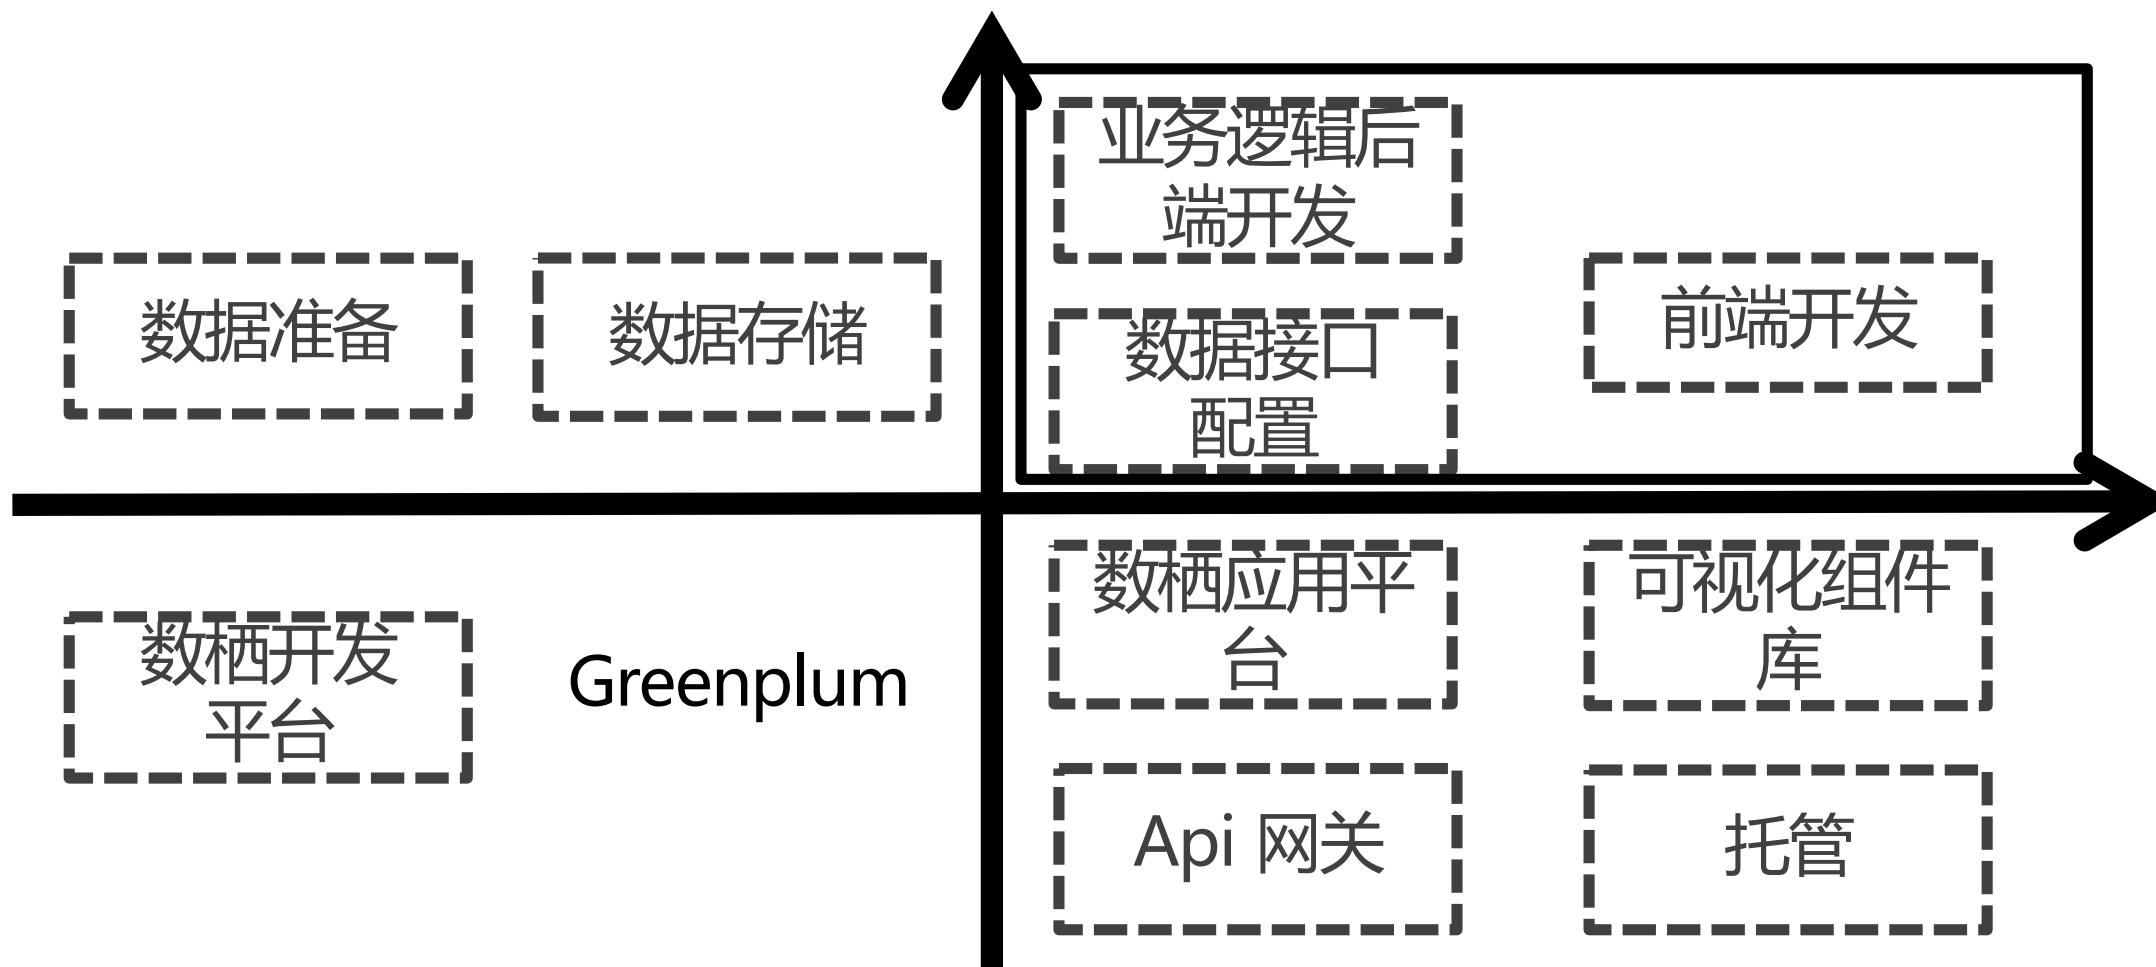 业务逻辑后
端开发
数据准备
数据存储
数据接口
配置
前端开发
数栖开发
平台
Greenplum
数栖应用平
台
可视化组件
库
Api 网关
托管